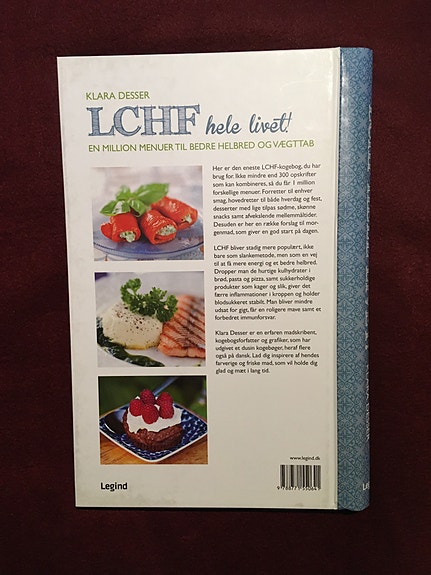 KLARA DESSER
LCHF hele livet!
EN MILLION MENUER TIL BEDRE HELBRED OG VÆGTTAB
Her er den eneste LCHF-kogebog, du har
brug for. Ikke mindre end 300 opskrifter
som kan kombineres, så du får 1 million
forskellige menuer. Forretter til enhver
smag, hovedretter til både hverdag og fest,
desserter med lige tilpas sødme, skønne
snacks samt afvekslende mellemmåltider.
Desuden er her en række forslag til mor-
genmad, som giver en god start på dagen.
LCHF bliver stadig mere populært, ikke
bare som slankemetode, men som en vej
til at få mere energi og et bedre helbred.
Dropper man de hurtige kulhydrater i
brød, pasta og pizza, samt sukkerholdige
produkter som kager og slik, giver det
færre inflammationer i kroppen og holder
blodsukkeret stabilt. Man bliver mindre
udsat for gigt, får en roligere mave samt et
forbedret immunforsvar.
Klara Desser er en erfaren madskribent,
kogebogsforfatter og grafiker, som har
udgivet et dusin kogebøger, heraf flere
også på dansk. Lad dig inspirere af hendes
farverige og friske mad, som vil holde dig
glad og mæt i lang tid.
www.legind.dk
9 788771 550641
Legind
Legind